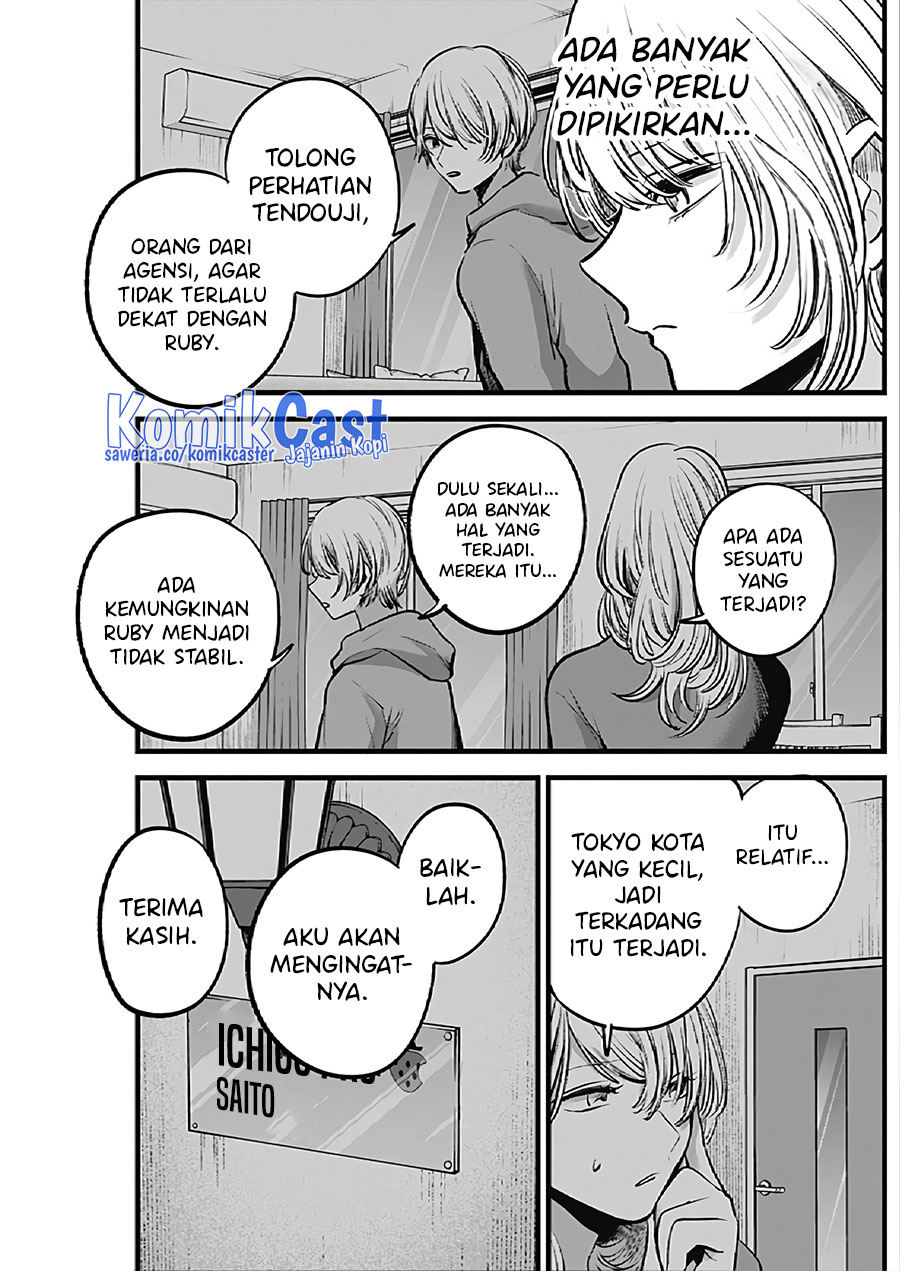 ADA BANYAK
YANG PERLU
DIPIKIRKAN...
TOLONG
PERHATIAN
TENDOUJI,
ORANG DARI
AGENSI, AGAR
TIDAK TERLALU
DEKAT DENGAN
RUBY.
KomikCast
saweria.co/komikcaster Jajanin Kopi
APA ADA
SESUATU
YANG
TERJADI?
DULU SEKALI...
ADA BANYAK
HAL YANG
TERJADI.
MEREKA ITU...
ADA
KEMUNGKINAN
RUBY MENJADI
TIDAK STABIL.
ITU
RELATIF...
TOKYO KOTA
YANG KECIL,
JADI
TERKADANG
ITU TERJADI.
BAIK-
LAH.
AKU AKAN
MENGINGAT-
NYA.
TERIMA
KASIH.
SAITO